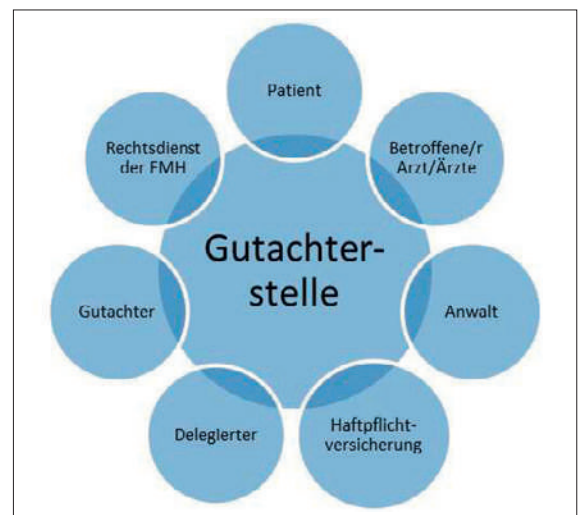 Patient
Rechtsdienst
der FMH
Betroffene/r
Arzt/Ärzte
Gutachter-
stelle
Gutachter
Anwalt
Delegierter
Haftpflicht-
versicherung